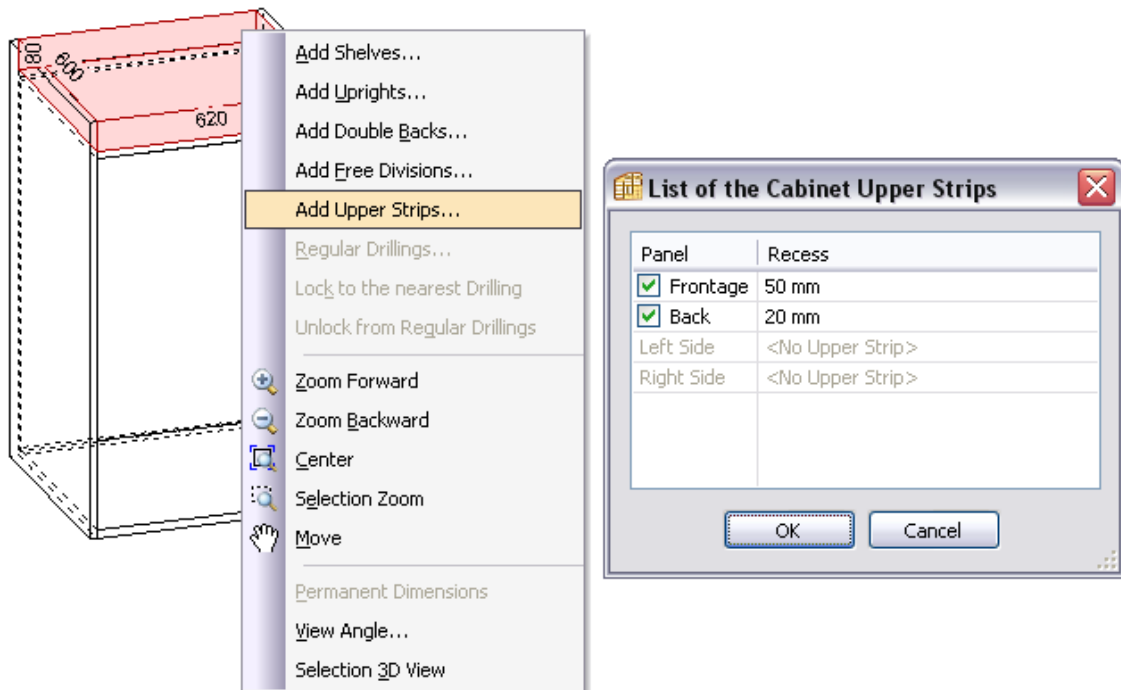 80
600
620
Add Shelves...
Add Uprights...
Add Double Backs...
Add Free Divisions...
Add Upper Strips...
Regular Drillings...
Lock to the nearest Drilling
Unlock from Regular Drillings
Zoom Forward
Zoom Backward
Center
Selection Zoom
Move
Permanent Dimensions
View Angle...
Selection 3D View
List of the Cabinet Upper Strips
Panel Recess
Frontage 50 mm
Back 20 mm
Left Side <No Upper Strip>
Right Side <No Upper Strip>
OK Cancel